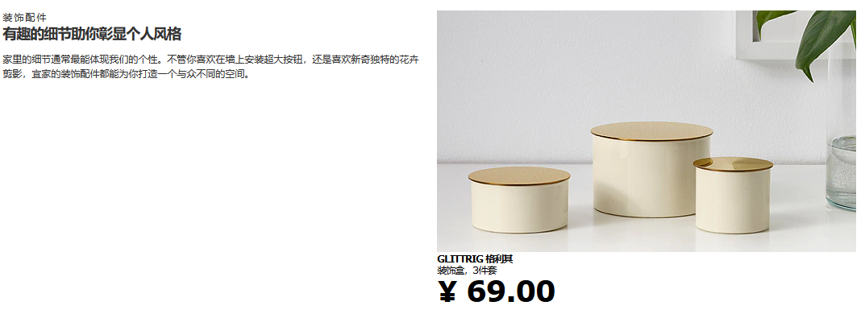 装饰配件
有趣的细节助你彰显个人风格
家里的细节通常最能体现我们的个性。不管你喜欢在墙上安装超大按钮，还是喜欢新奇独特的花卉
剪影，宜家的装饰配件都能为你打造一个与众不同的空间。
GLITTRIG 格利其
装饰盒，3件套
¥ 69.00